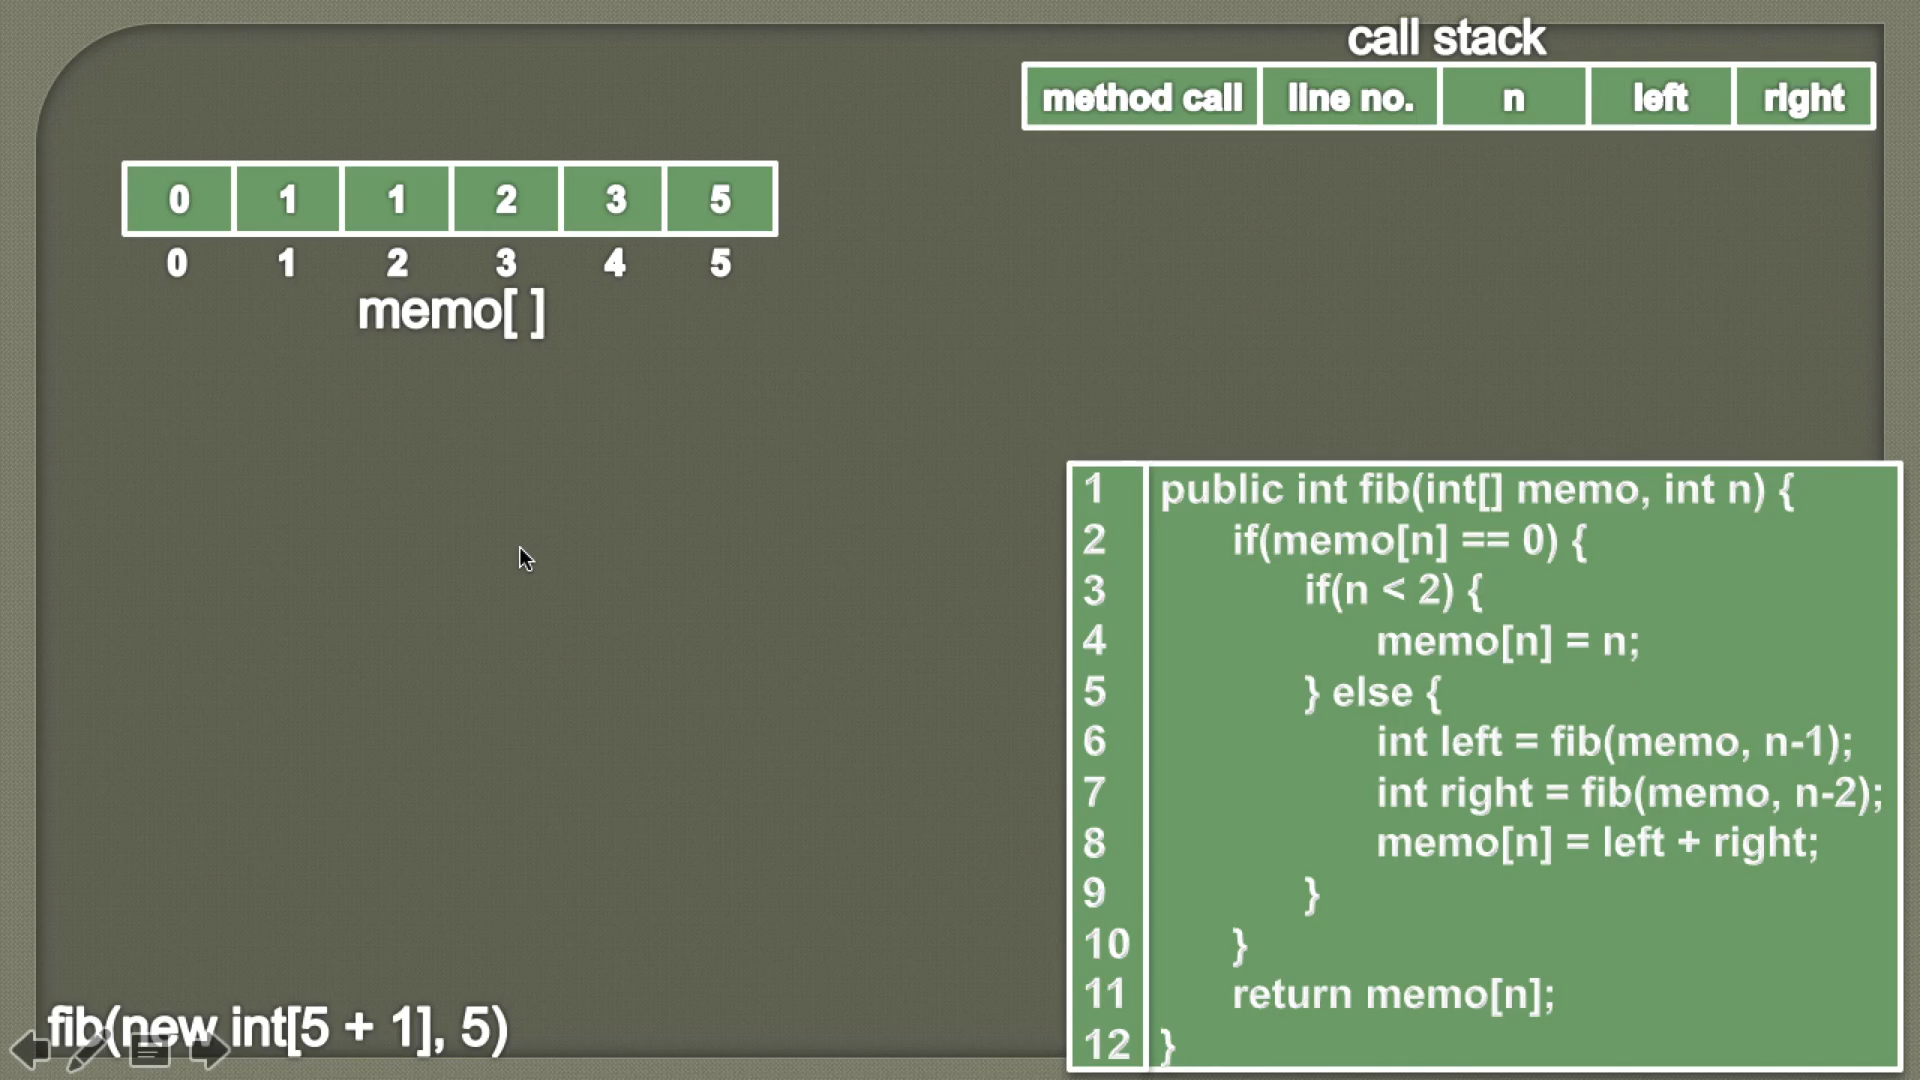 call stack
method call line no. n left right
0 1 1 2 3 5
0 1 2 3 4 5
memo[ ]
1 public int fib(int[] memo, int n) {
2 if(memo[n] == 0) {
3 if(n < 2) {
4 memo[n] = n;
5 } else {
6 int left = fib(memo, n-1);
7 int right = fib(memo, n-2);
8 memo[n] = left + right;
9 }
10 }
11 return memo[n];
12 }
fib(new int[5 + 1], 5)